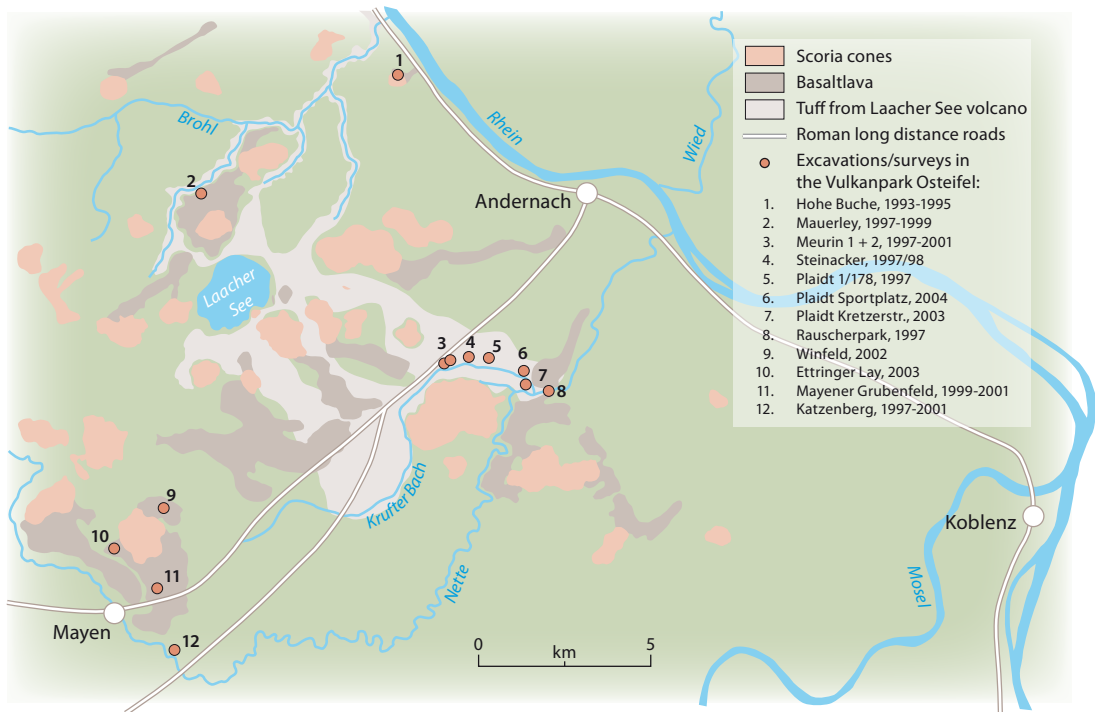 1
Scoria cones
Basaltlava
Tuff from Laacher See volcano
Roman long distance roads
Excavations/surveys in
the Vulkanpark Osteifel:
1. Hohe Buche, 1993-1995
2. Mauerley, 1997-1999
3. Meurin 1 + 2, 1997-2001
4. Steinacker, 1997/98
5. Plaidt 1/178, 1997
6. Plaidt Sportplatz, 2004
7. Plaidt Kretzerstr., 2003
8. Rauscherpark, 1997
9. Winfeld, 2002
10. Ettringer Lay, 2003
11. Mayener Grubenfeld, 1999-2001
12. Katzenberg, 1997-2001
Brohl
Rhein
Wied
2
Andernach
Laacher
See
3
4
5
6
7
8
Krufter Bach
9
10
11
Koblenz
Nette
Mosel
Mayen
12
0
km
5